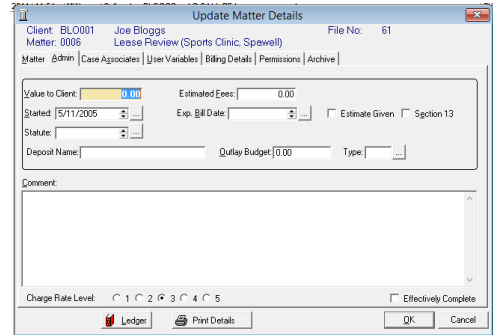 Update Matter Details
Client: BLO001 Joe Bloggs File No: 61
Matter: 0006 Lease Review (Sports Clinic, Spawell)
Matter Admin Case Associates User Variables Billing Details Permissions Archive
Value to Client: 0.00 Estimated Fees: 0.00
Started: 5/11/2005 ... Exp. Bill Date: ... Estimate Given Section 13
Statute: ...
Deposit Name: Outlay Budget: 0.00 Type: ...
Comment:
Charge Rate Level: 1 2 3 4 5 Effectively Complete
Ledger Print Details OK Cancel